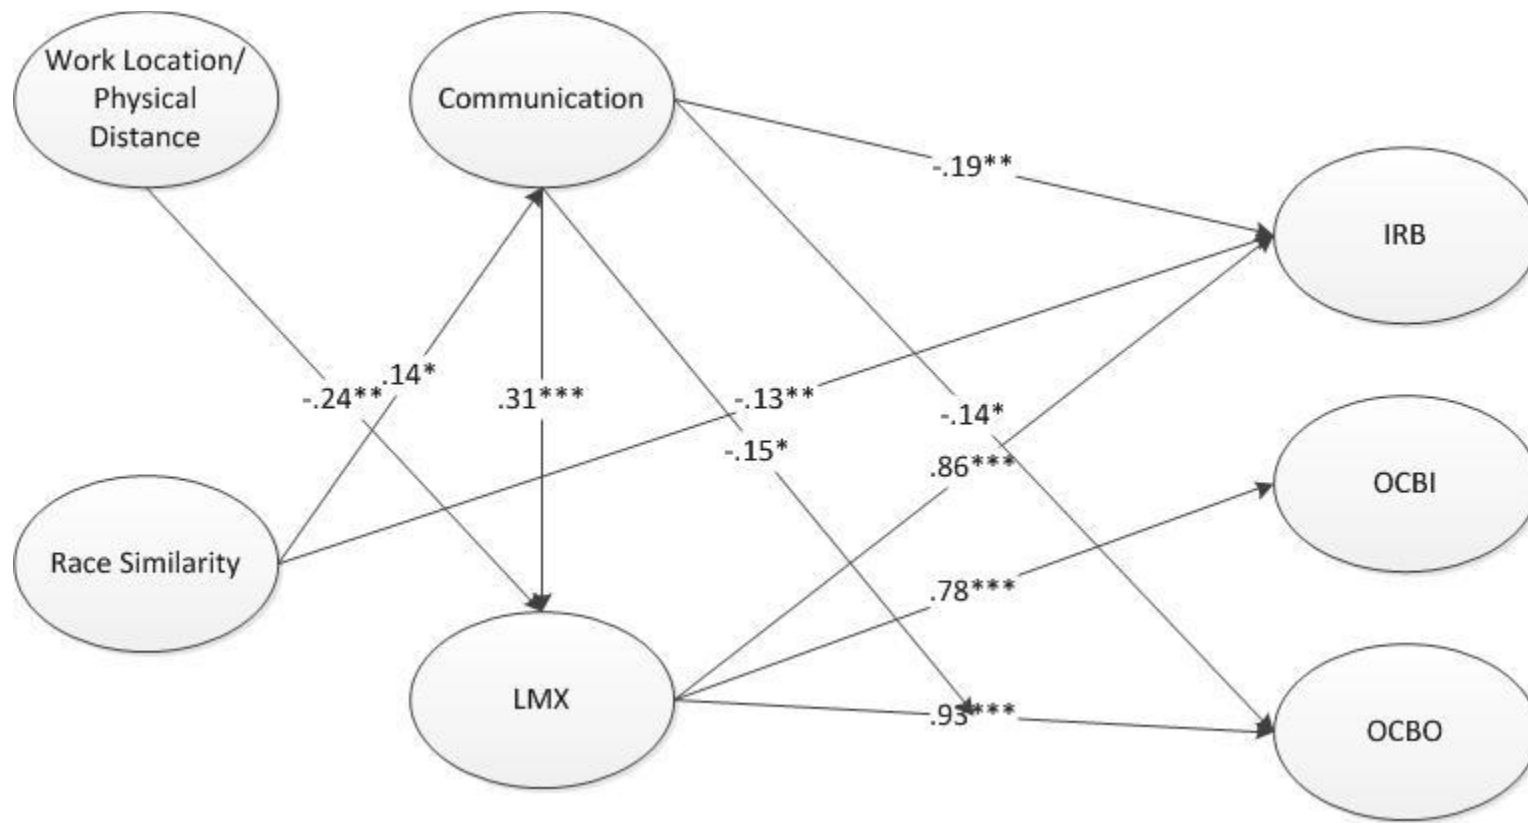 Work Location/
Physical
Distance
Communication
-.19**
IRB
-.24**
.14*
.31***
-.13**
-.14*
-.15*
.86***
OCBI
Race Similarity
.78***
LMX
.93***
OCBO